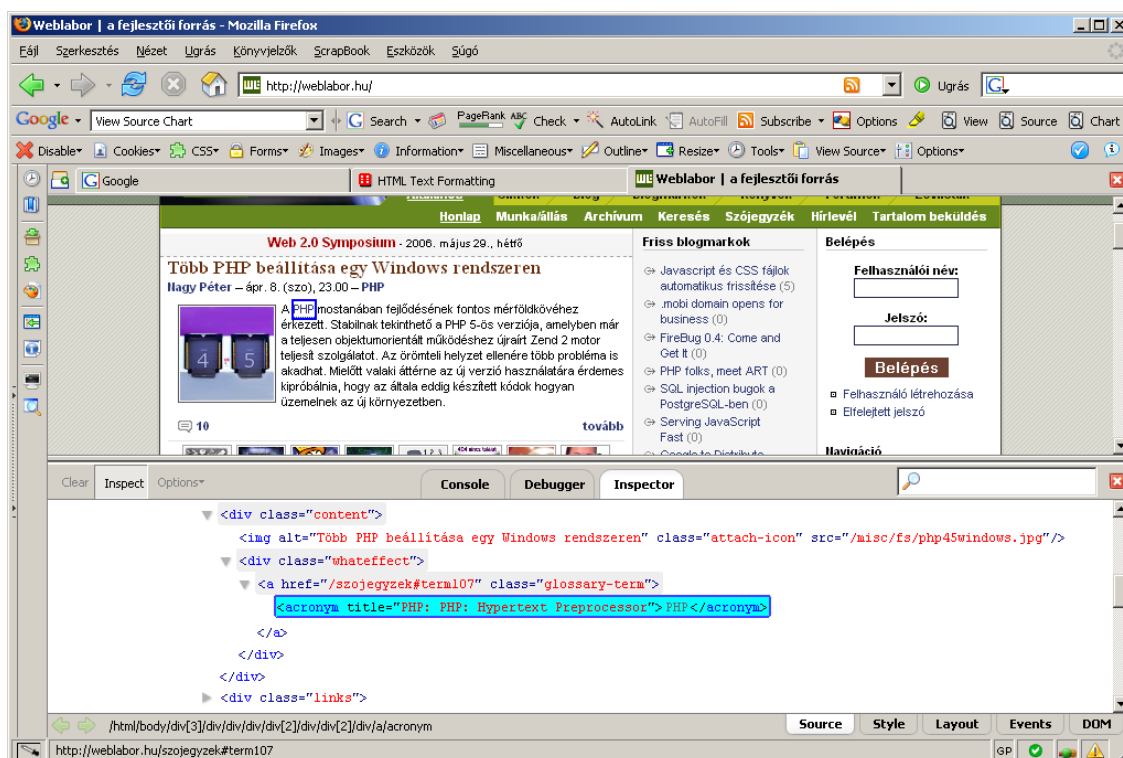 Weblabor | a fejlesztői forrás - Mozilla Firefox
Fájl Szerkesztés Nézet Ugrás Könyvjelzők ScrapBook Eszközök Súgó
http://weblabor.hu/ Ugrás
Google View Source Chart Search PageRank ABC Check AutoLink AutoFill Subscribe Options View Source Chart
Disable Cookies CSS Forms Images Information Miscellaneous Outline Resize Tools View Source Options
Google HTML Text Formatting Weblabor | a fejlesztői forrás
Honlap Munka/állás Archívum Keresés Szójegyzék Hírlevél Tartalom beküldés
Web 2.0 Symposium - 2006. május 29., hétfő
Több PHP beállítása egy Windows rendszeren
Hagy Péter – ápr. 8. (szo), 23.00 – PHP
A PHP mostanában fejlődésének fontos mérföldkövéhez
érkezett. Stabilnak tekinthető a PHP 5-ös verziója, amelyben már
a teljesen objektumorientált működéshez újraírt Zend 2 motor
teljesít szolgálatot. Az örömteli helyzet ellenére több probléma is
akadhat. Mielőtt valaki áttérne az új verzió használatára érdemes
kipróbálnia, hogy az általa eddig készített kódok hogyan
üzemelnek az új környezetben.
4 5
10 tovább
Friss blogmarkok
Javascript és CSS fájlok
automatikus frissítése (5)
.mobi domain opens for
business (0)
FireBug 0.4: Come and
Get It (0)
PHP folks, meet ART (0)
SQL injection bugok a
PostgreSQL-ben (0)
Serving JavaScript
Fast (0)
Belépés
Felhasználói név:
Jelszó:
Belépés
Felhasználó létrehozása
Elfelejtett jelszó
Navigáció
Clear Inspect Options Console Debugger Inspector
<div class="content">
<img alt="Több PHP beállítása egy Windows rendszeren" class="attach-icon" src="/misc/fs/php45windows.jpg"/>
<div class="whateffect">
<a href="/szojegyzek#term107" class="glossary-term">
<acronym title="PHP: PHP: Hypertext Preprocessor">PHP</acronym>
</a>
</div>
</div>
<div class="links">
/html/body/div[3]/div/div/div/div[2]/div/div[2]/div/a/acronym Source Style Layout Events DOM
http://weblabor.hu/szojegyzek#term107 GP